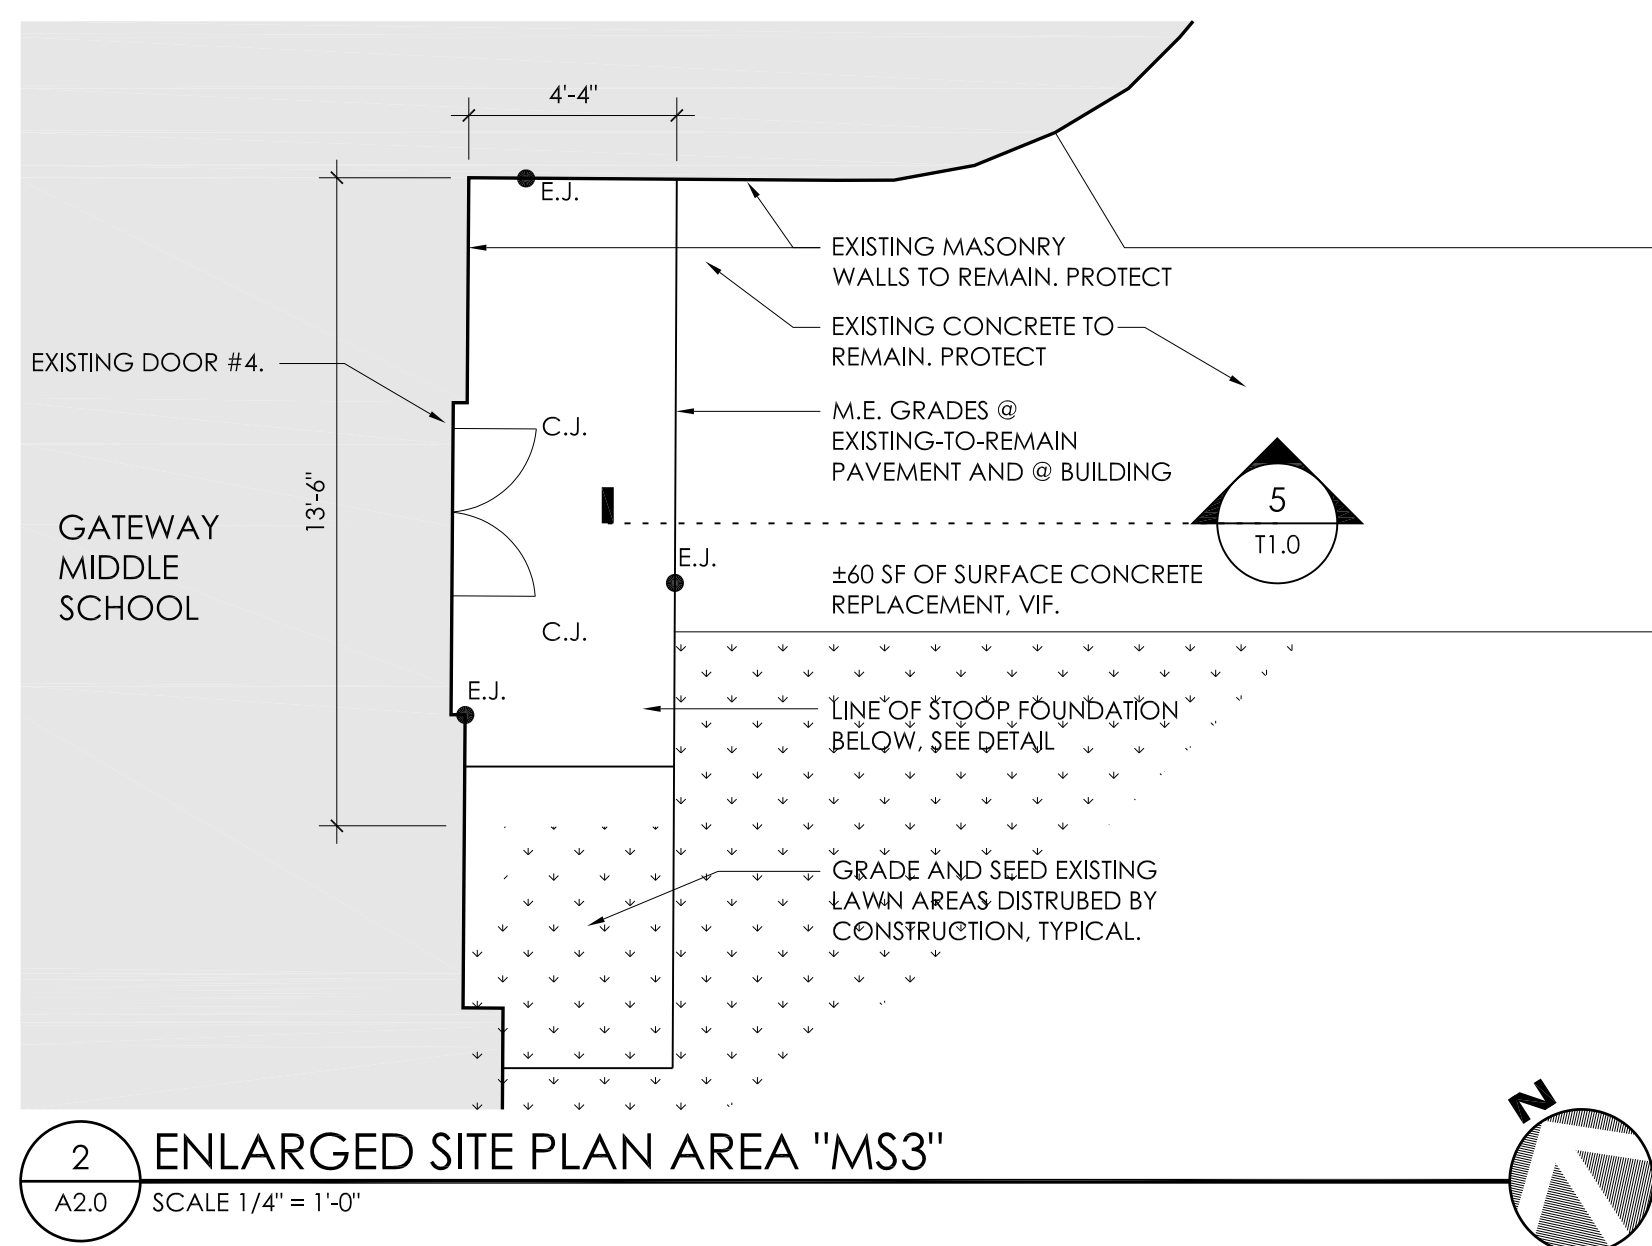 4'-4"
E.J.
EXISTING MASONRY
WALLS TO REMAIN. PROTECT
EXISTING CONCRETE TO
REMAIN. PROTECT
EXISTING DOOR #4.
M.E. GRADES @
EXISTING-TO-REMAIN
PAVEMENT AND @ BUILDING
C.J.
13'-6"
5
T1.0
GATEWAY
MIDDLE
SCHOOL
E.J.
±60 SF OF SURFACE CONCRETE
REPLACEMENT, VIF.
C.J.
E.J.
LINE OF STOOP FOUNDATION
BELOW, SEE DETAIL
GRADE AND SEED EXISTING
LAWN AREAS DISTRUBED BY
CONSTRUCTION, TYPICAL.
N
2
A2.0
ENLARGED SITE PLAN AREA "MS3"
SCALE 1/4" = 1'-0"